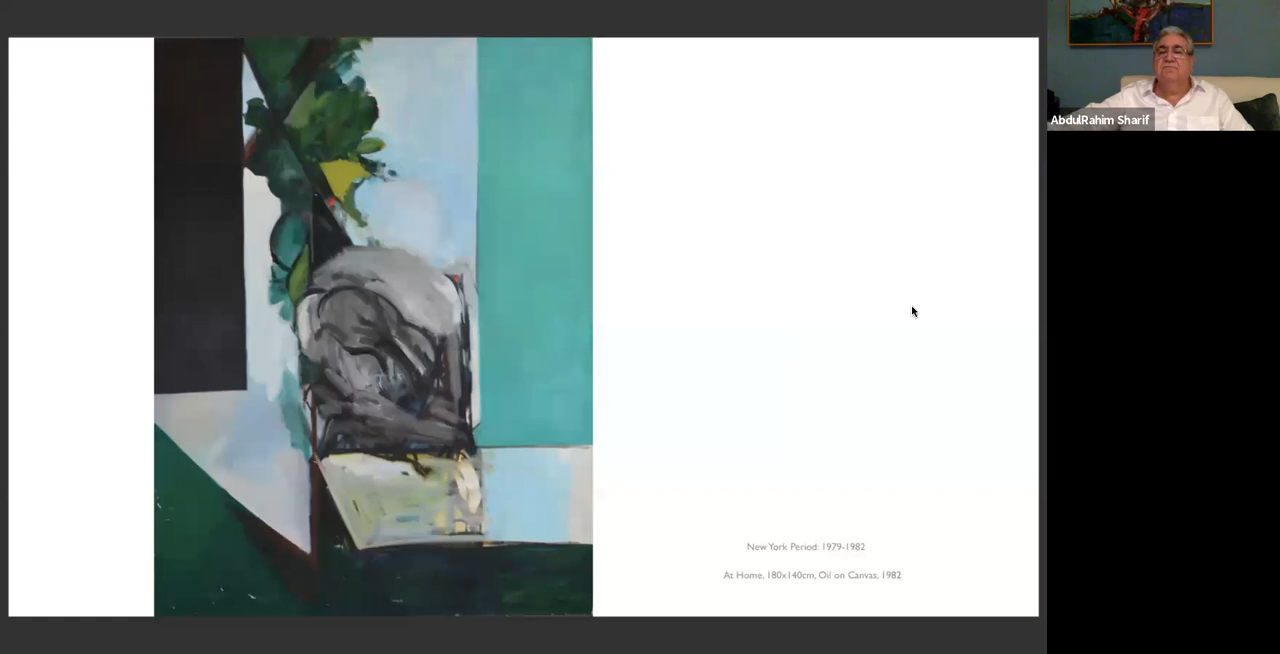 AbdulRahim Sharif
New York Period: 1979-1982
At Home, 180x140cm, Oil on Canvas, 1982